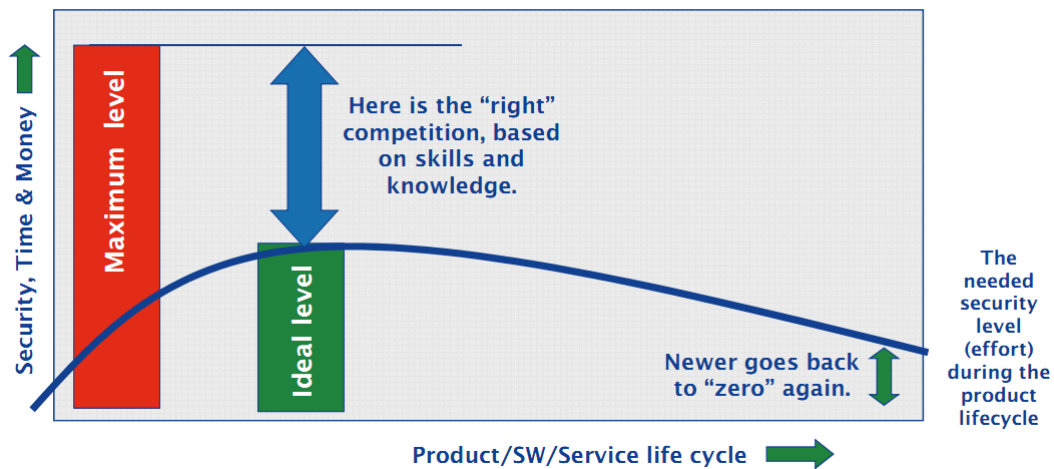 Security, Time & Money
Maximum level
Here is the “right”
competition, based
on skills and
knowledge.
Ideal level
Newer goes back
to “zero” again.
The
needed
security
level
(effort)
during the
product
lifecycle
Product/SW/Service life cycle